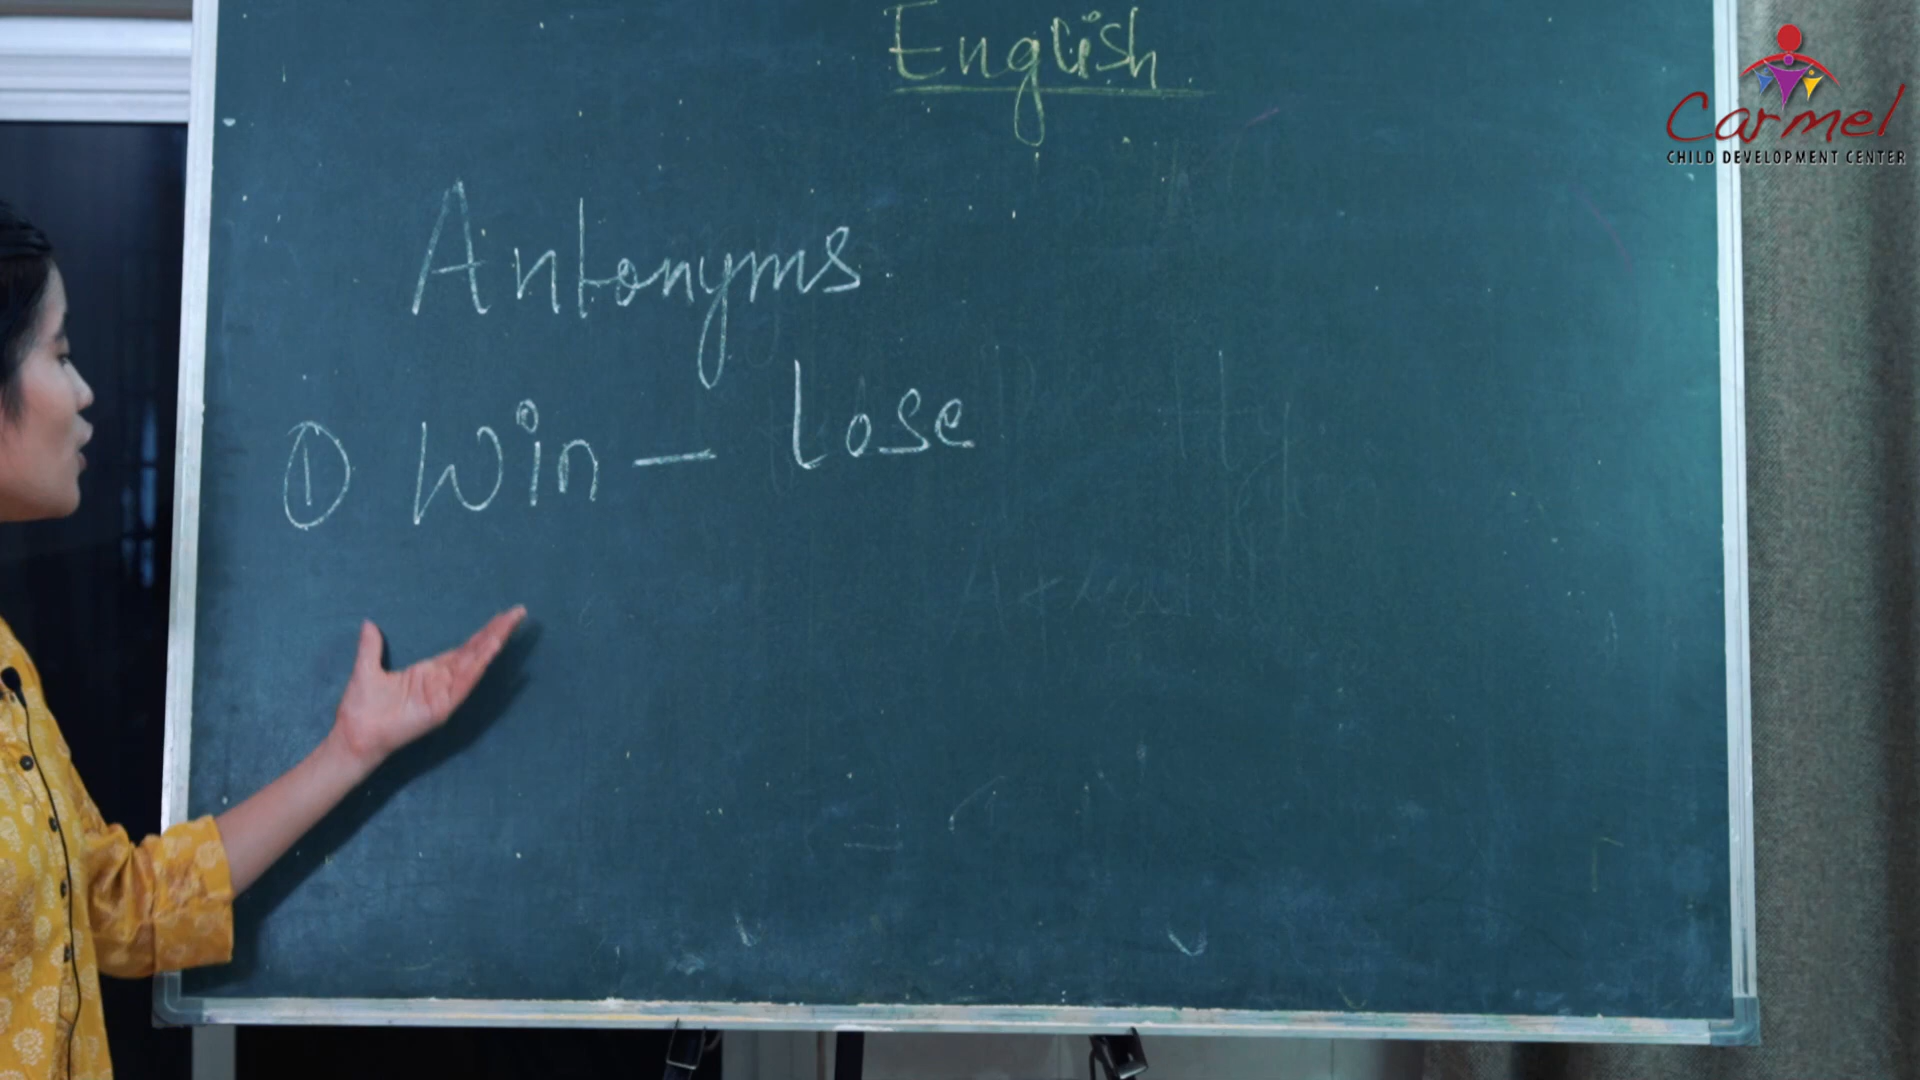 English
Carmel
CHILD DEVELOPMENT CENTER
Antonyms
① Win - Lose